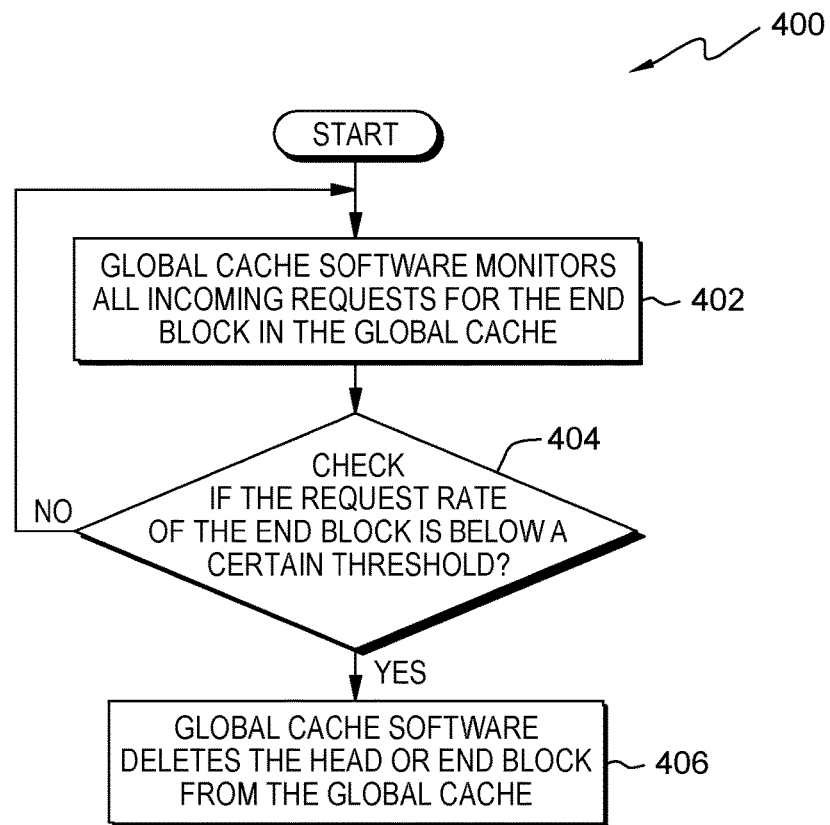 400
START
GLOBAL CACHE SOFTWARE MONITORS
ALL INCOMING REQUESTS FOR THE END
BLOCK IN THE GLOBAL CACHE
402
404
CHECK
IF THE REQUEST RATE
OF THE END BLOCK IS BELOW A
CERTAIN THRESHOLD?
NO
YES
GLOBAL CACHE SOFTWARE
DELETES THE HEAD OR END BLOCK
FROM THE GLOBAL CACHE
406